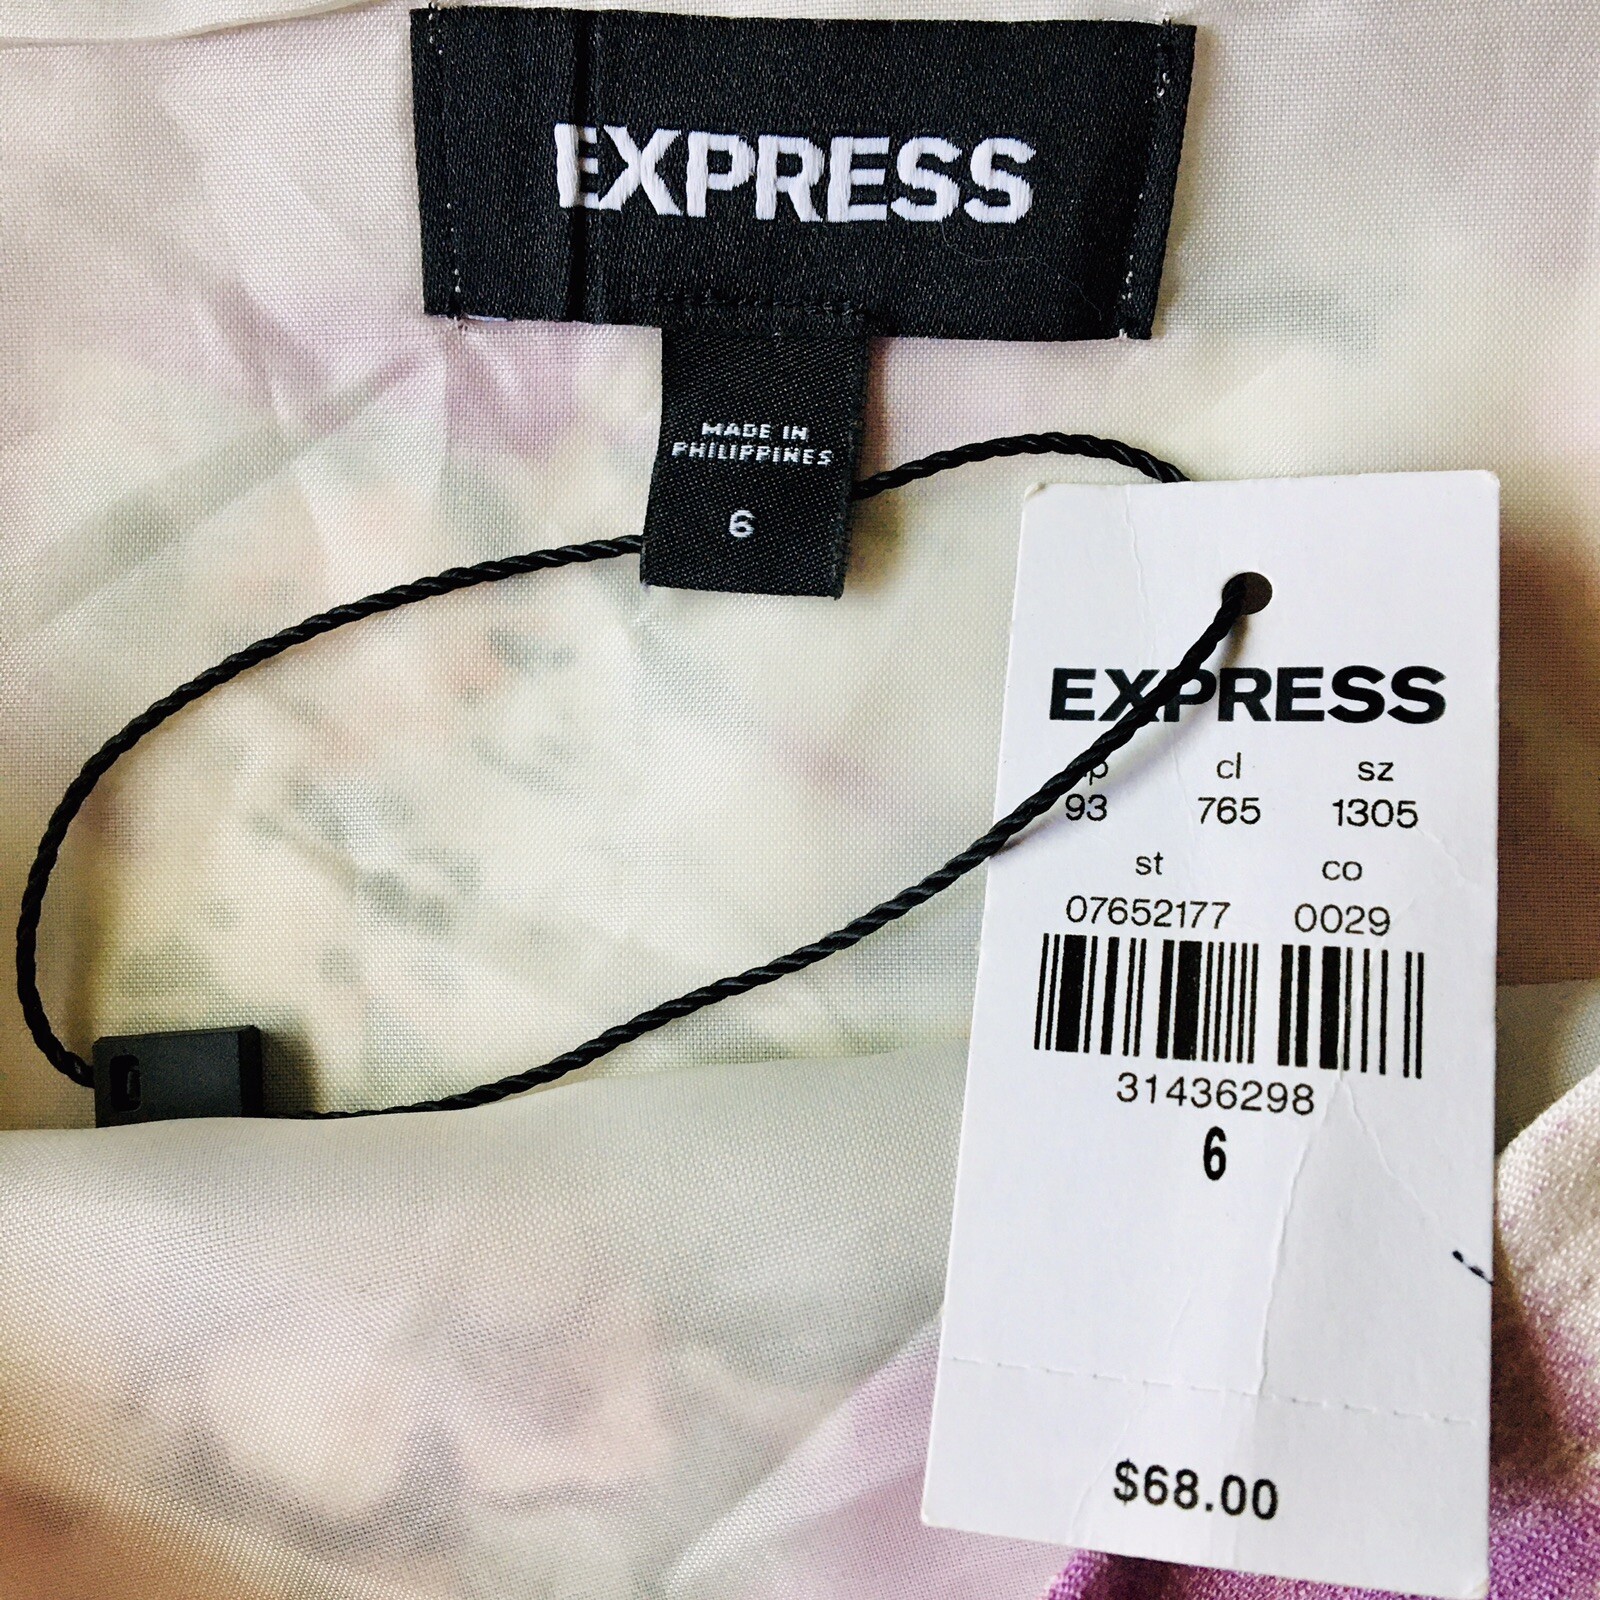 EXPRESS
MADE IN
PHILIPPINES
6
EXPRESS
cl sz
93 765 1305
st co
07652177 0029
31436298
6
$68.00